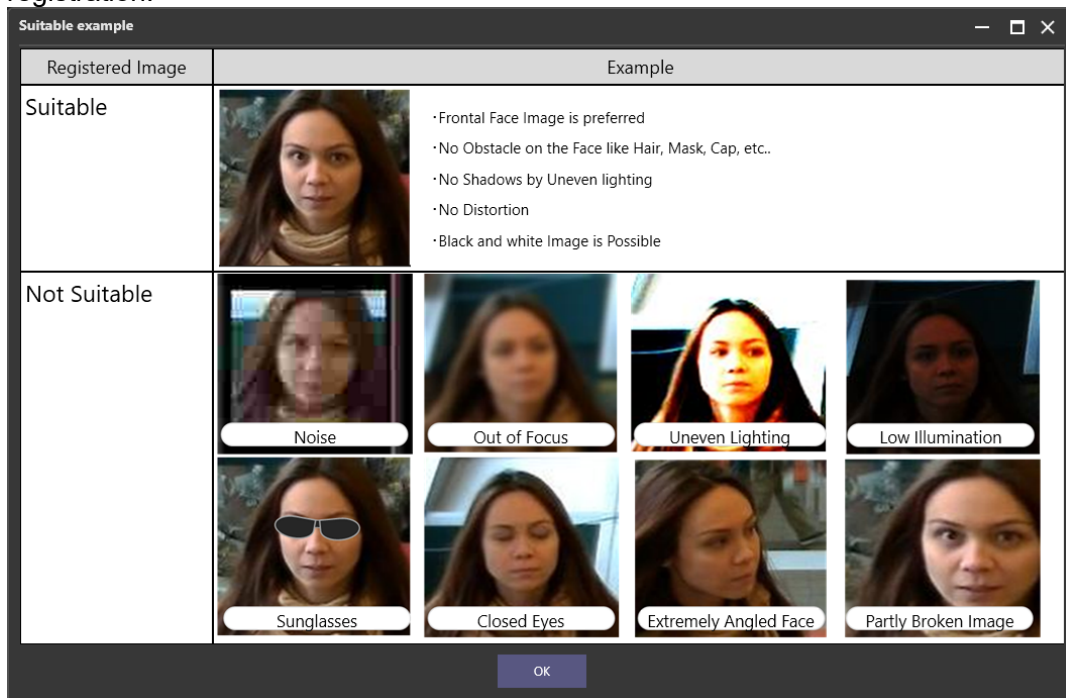 registration.
Suitable example
Registered Image
Example
Suitable
・Frontal Face Image is preferred
・No Obstacle on the Face like Hair, Mask, Cap, etc..
・No Shadows by Uneven lighting
・No Distortion
・Black and white Image is Possible
Not Suitable
Noise
Out of Focus
Uneven Lighting
Low Illumination
Sunglasses
Closed Eyes
Extremely Angled Face
Partly Broken Image
OK